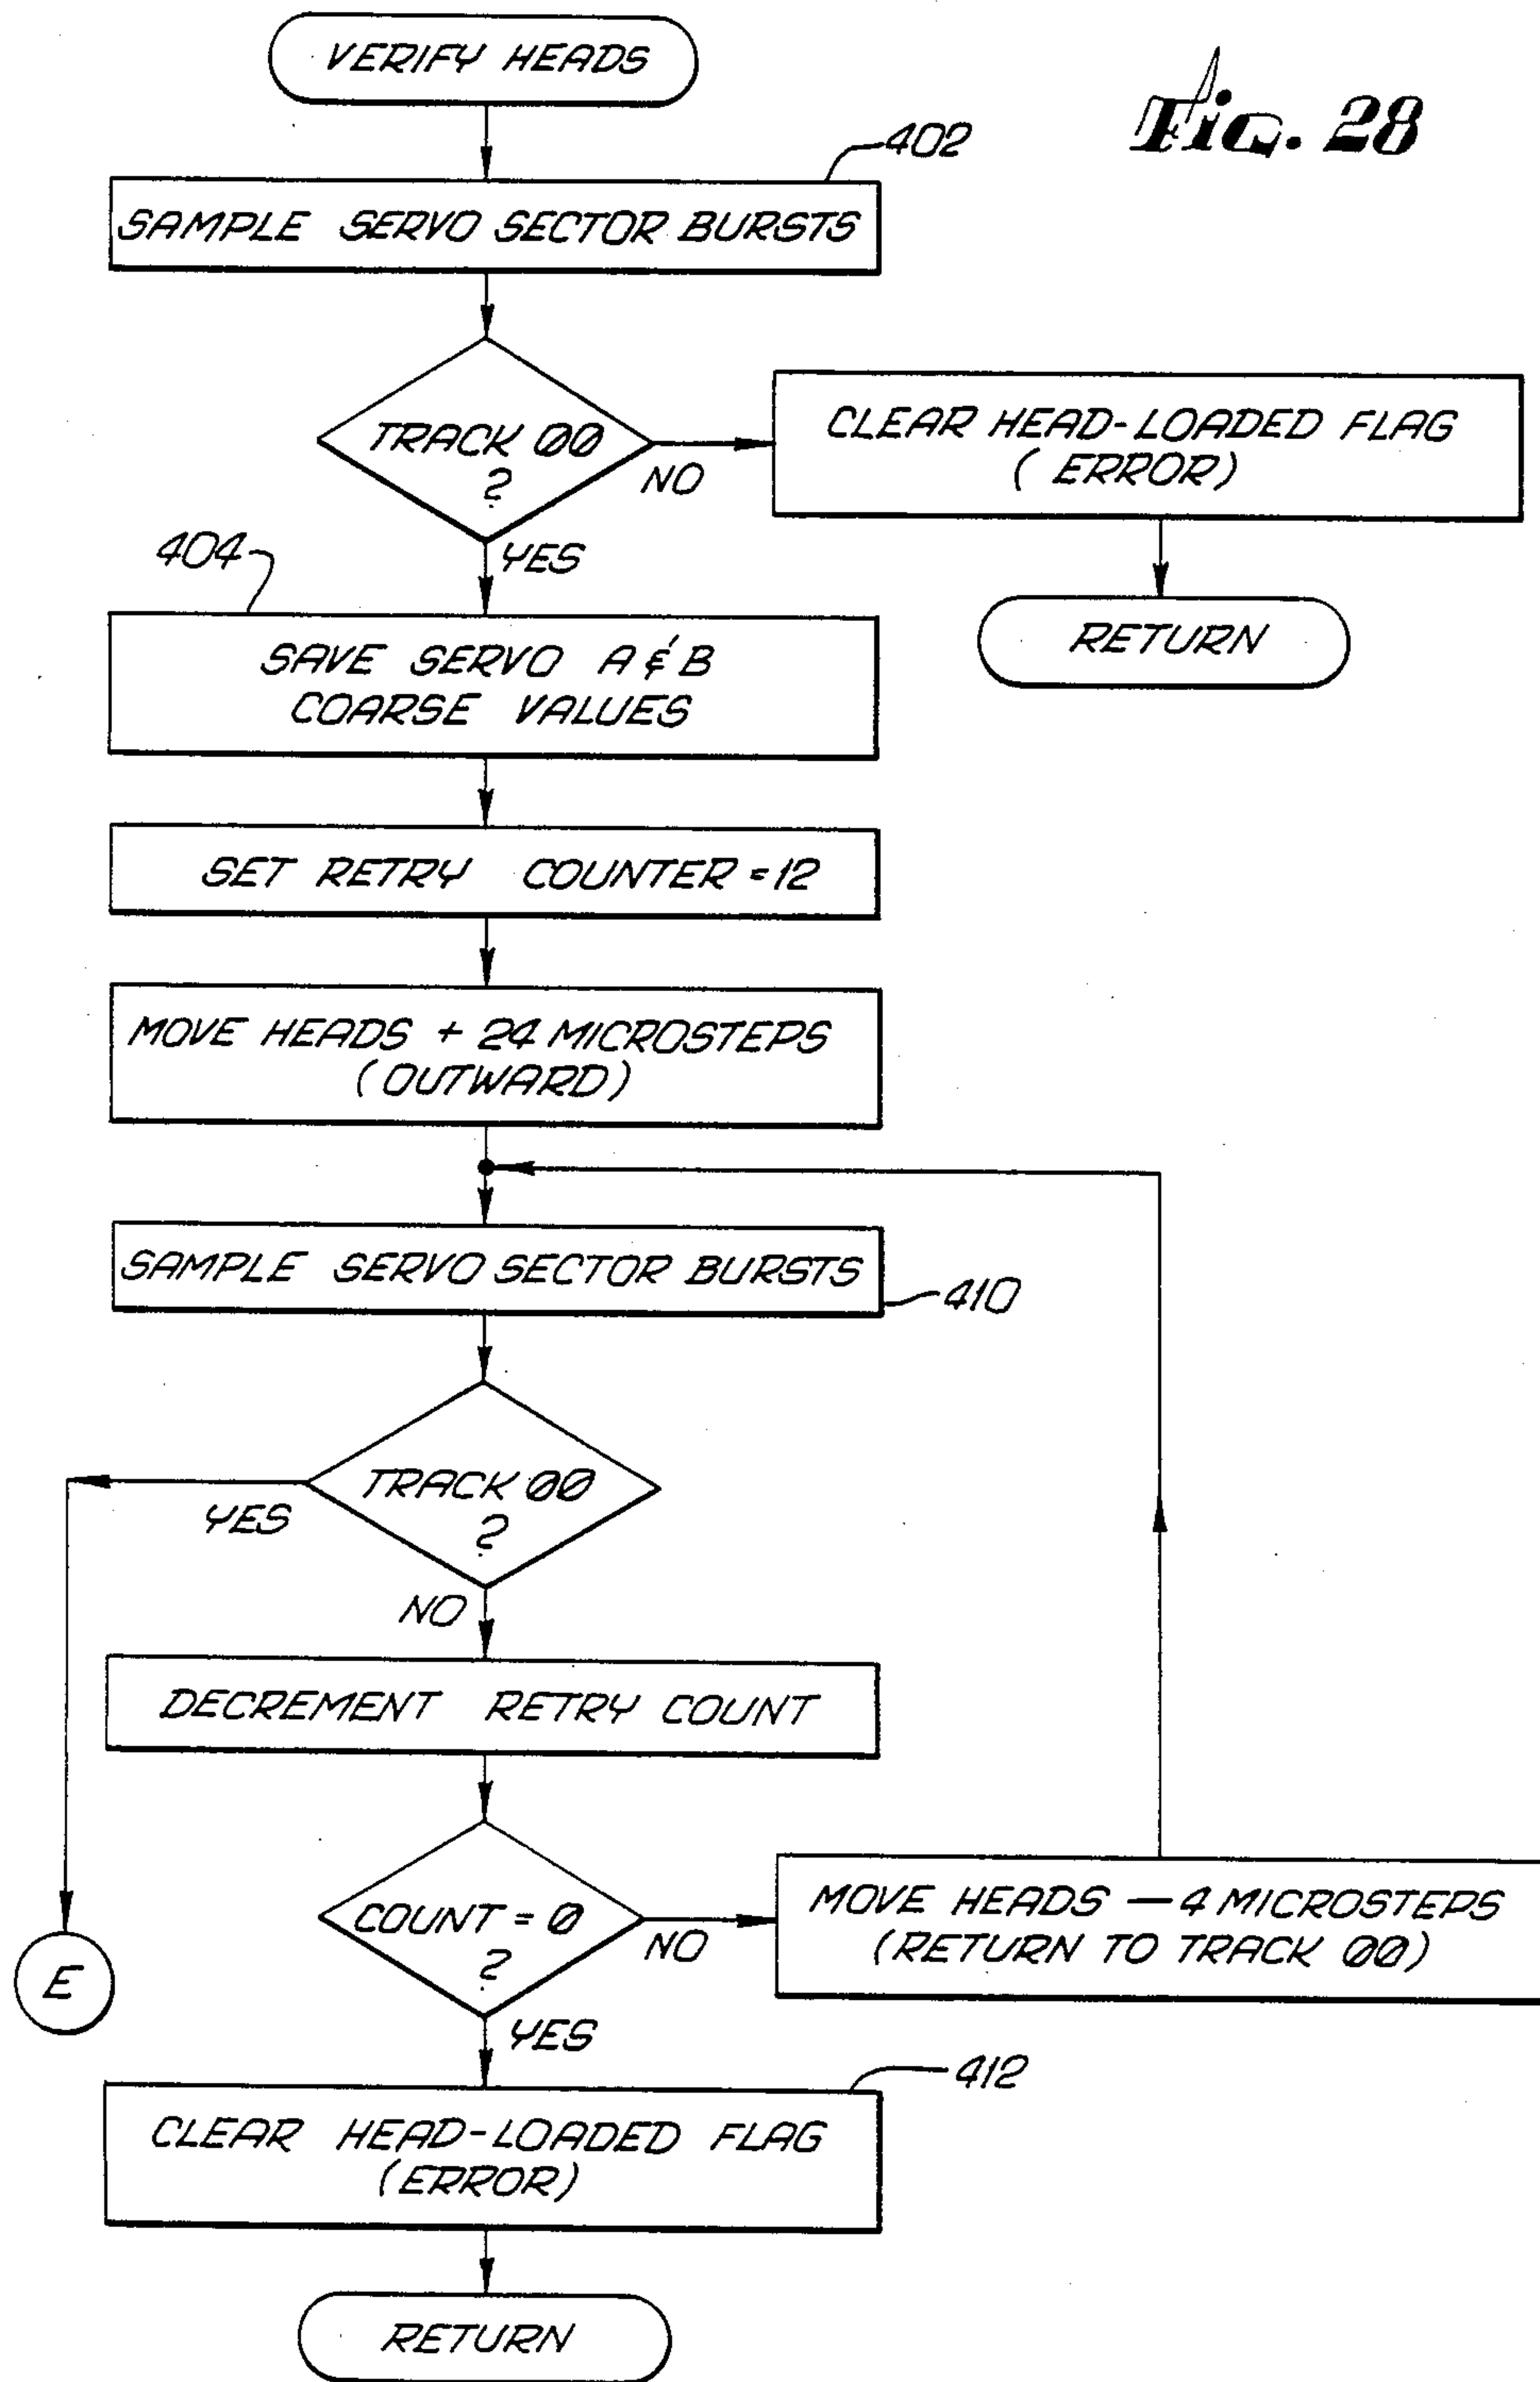 VERIFY HEADS
Fig. 28
402
SAMPLE SERVO SECTOR BURSTS
TRACK 00
?
NO
CLEAR HEAD-LOADED FLAG
(ERROR)
YES
RETURN
404
SAVE SERVO A & B
COARSE VALUES
SET RETRY COUNTER = 12
MOVE HEADS + 24 MICROSTEPS
(OUTWARD)
SAMPLE SERVO SECTOR BURSTS
410
TRACK 00
?
YES
NO
DECREMENT RETRY COUNT
COUNT = 0
?
NO
MOVE HEADS — 4 MICROSTEPS
(RETURN TO TRACK 00)
E
YES
412
CLEAR HEAD-LOADED FLAG
(ERROR)
RETURN